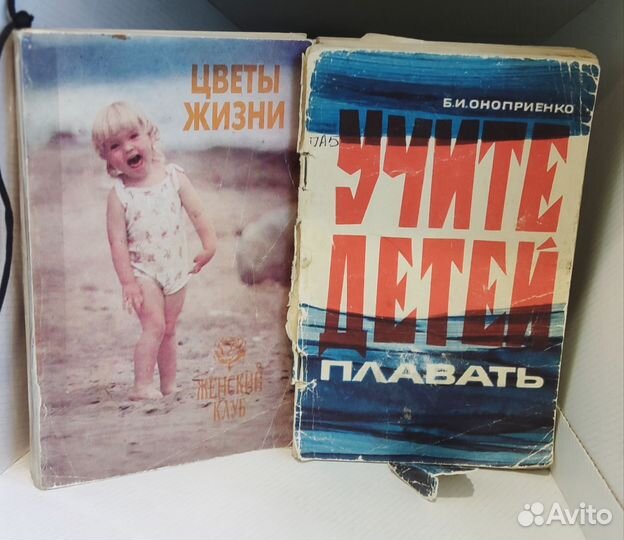 ЦВЕТЫ
ЖИЗНИ
ЖЕНСКИЙ
КЛУБ
Б.И.ОНОПРИЕНКО
УЧИТЕ
ДЕТЕЙ
ПЛАВАТЬ
Avito